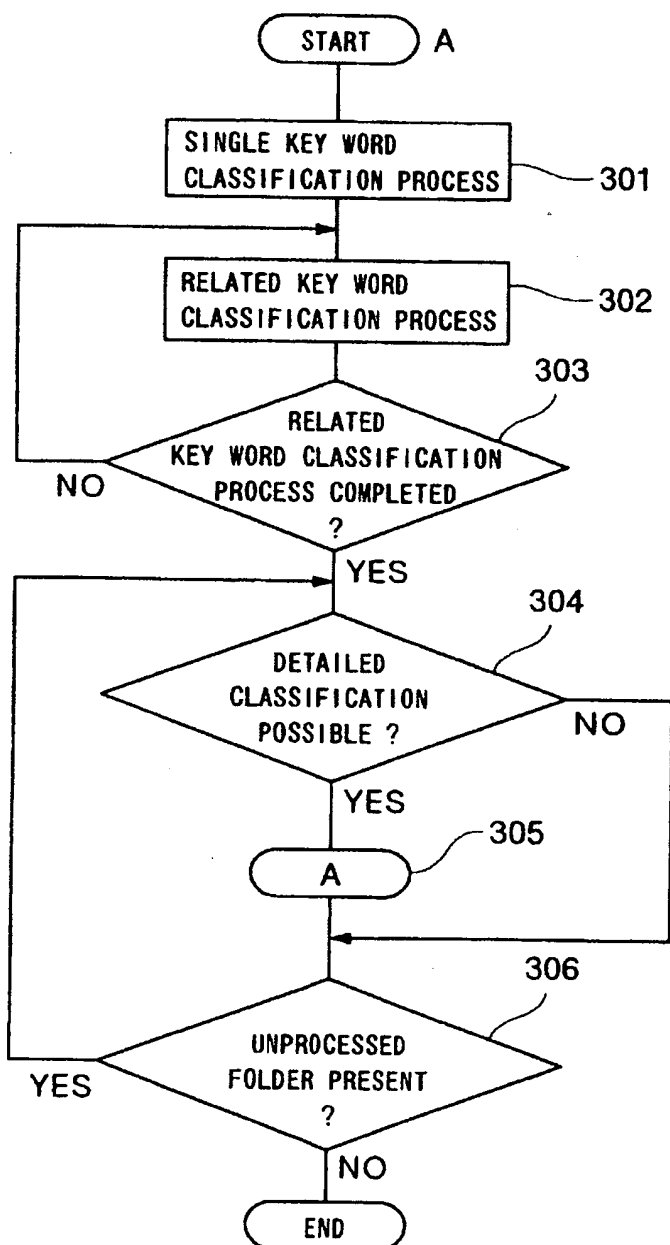 START A
SINGLE KEY WORD
CLASSIFICATION PROCESS
301
RELATED KEY WORD
CLASSIFICATION PROCESS
302
303
RELATED
KEY WORD CLASSIFICATION
PROCESS COMPLETED
?
NO
YES
304
DETAILED
CLASSIFICATION
POSSIBLE ?
NO
YES
305
A
306
UNPROCESSED
FOLDER PRESENT
?
YES
NO
END